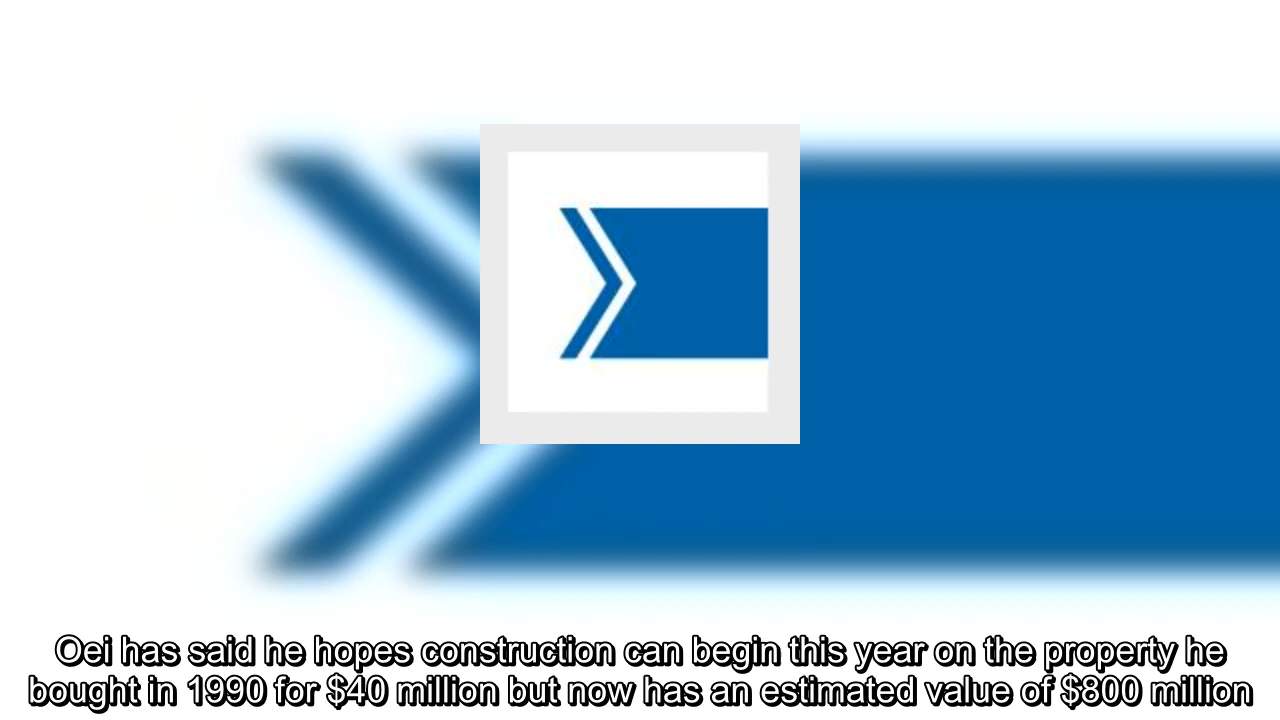 Oei has said he hopes construction can begin this year on the property he
bought in 1990 for $40 million but now has an estimated value of $800 million